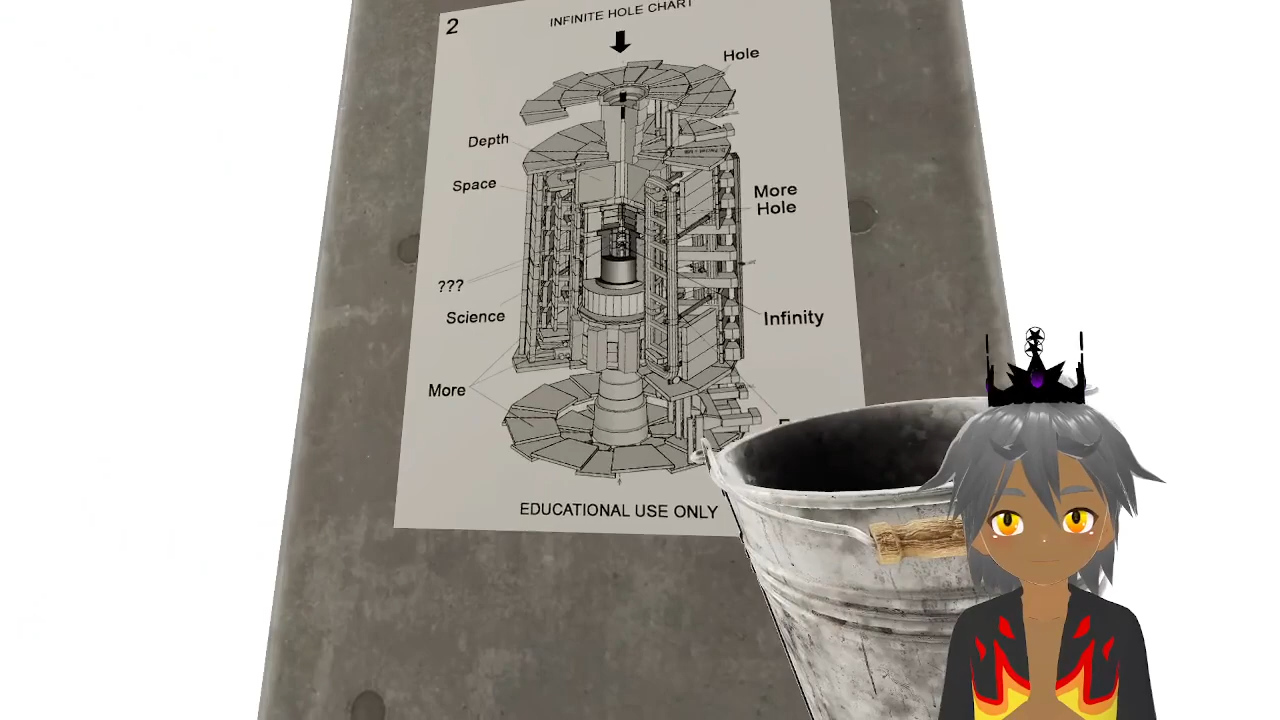 2
INFINITE HOLE CHART
Hole
Depth
Space
More
Hole
???
Science
Infinity
More
EDUCATIONAL USE ONLY